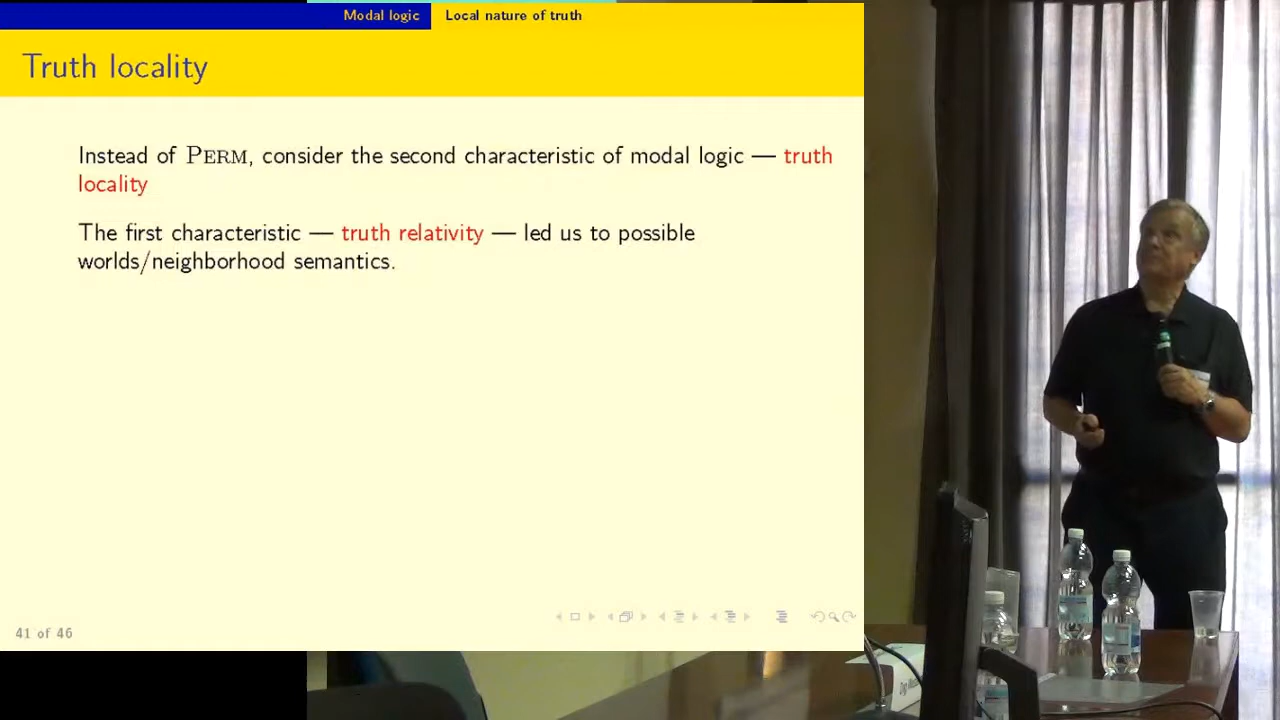 Modal logic Local nature of truth
Truth locality
Instead of PERM, consider the second characteristic of modal logic — truth
locality
The first characteristic — truth relativity — led us to possible
worlds/neighborhood semantics.
41 of 46